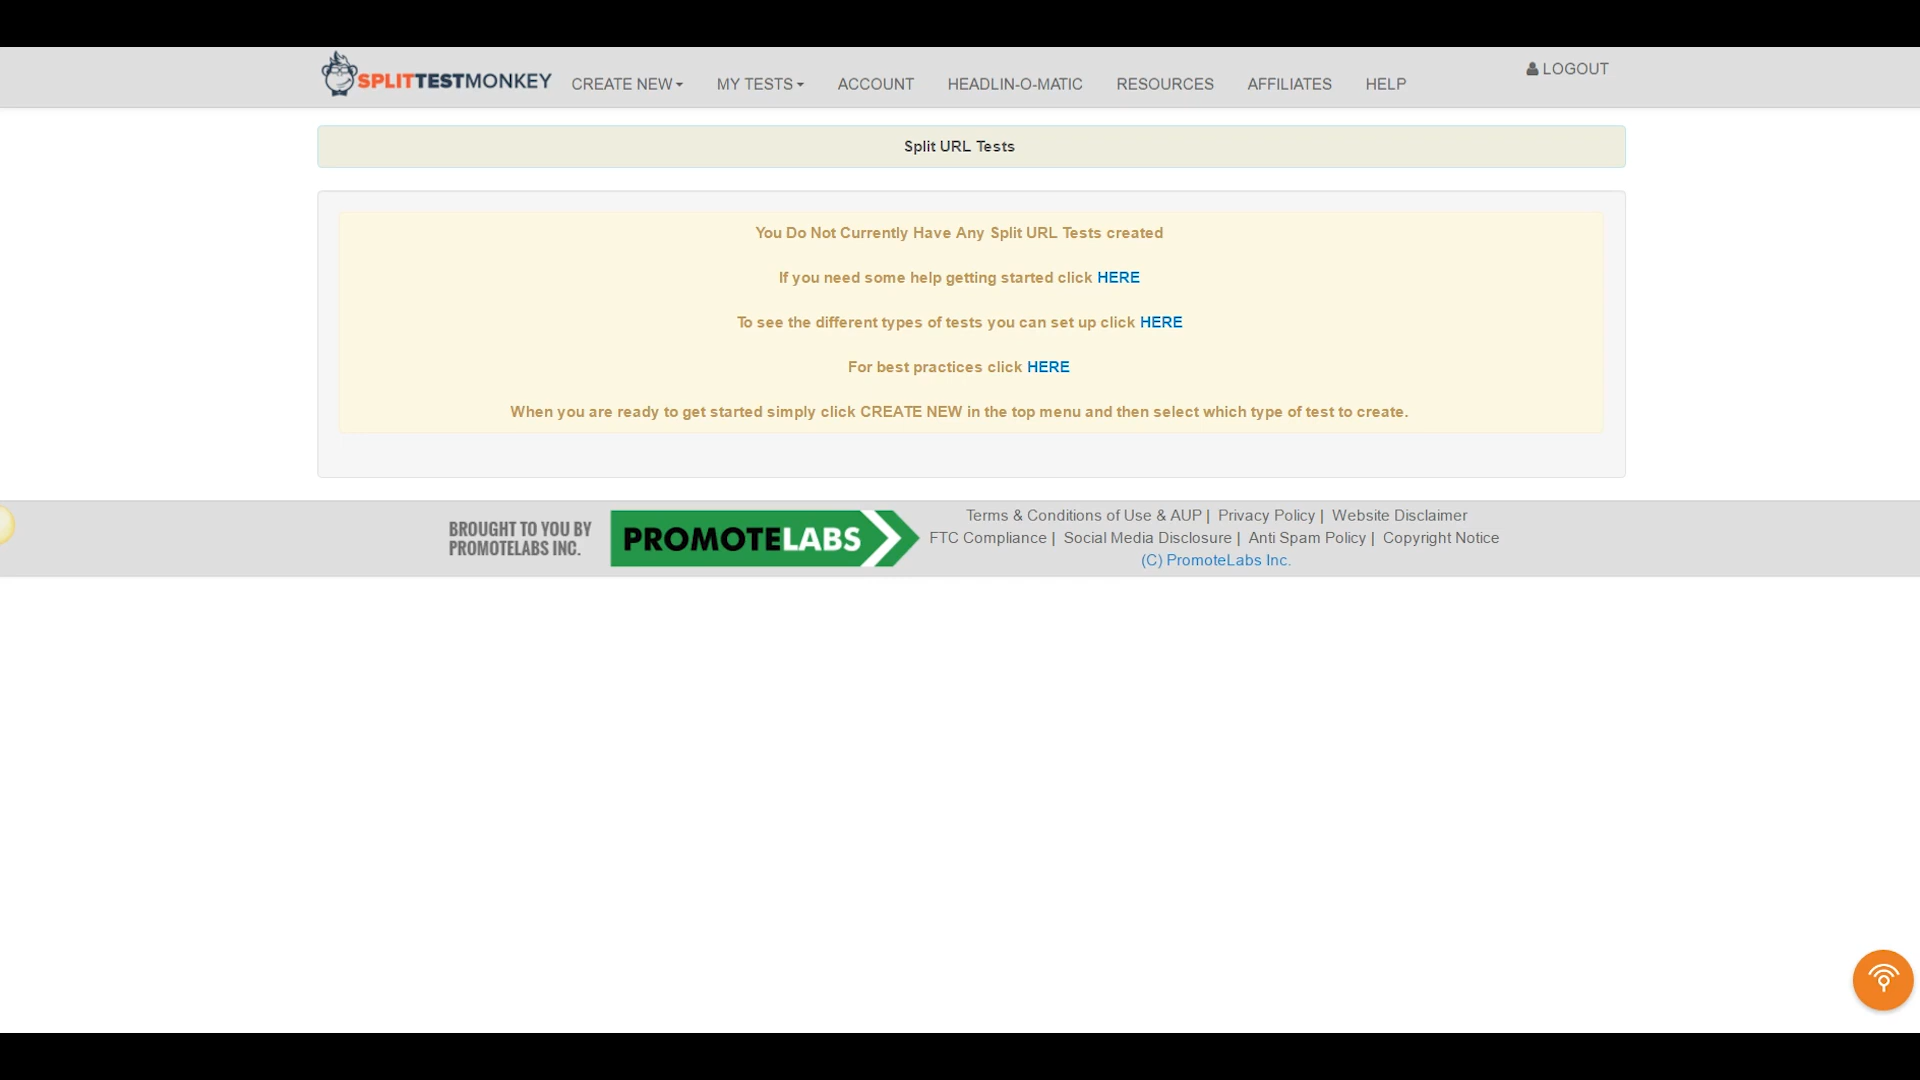 SPLITTESTMONKEY CREATE NEW MY TESTS ACCOUNT HEADLIN-O-MATIC RESOURCES AFFILIATES HELP LOGOUT
Split URL Tests
You Do Not Currently Have Any Split URL Tests created
If you need some help getting started click HERE
To see the different types of tests you can set up click HERE
For best practices click HERE
When you are ready to get started simply click CREATE NEW in the top menu and then select which type of test to create.
BROUGHT TO YOU BY
PROMOTELABS INC.
PROMOTELABS
Terms & Conditions of Use & AUP | Privacy Policy | Website Disclaimer
FTC Compliance | Social Media Disclosure | Anti Spam Policy | Copyright Notice
(C) PromoteLabs Inc.